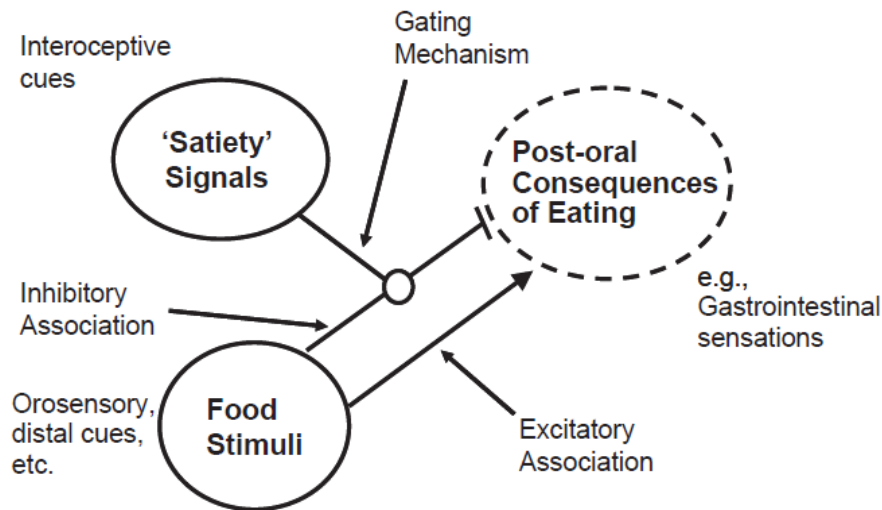 Interoceptive
cues
Gating
Mechanism
‘Satiety’
Signals
Post-oral
Consequences
of Eating
Inhibitory
Association
e.g.,
Gastrointestinal
sensations
Orosensory,
distal cues,
etc.
Food
Stimuli
Excitatory
Association